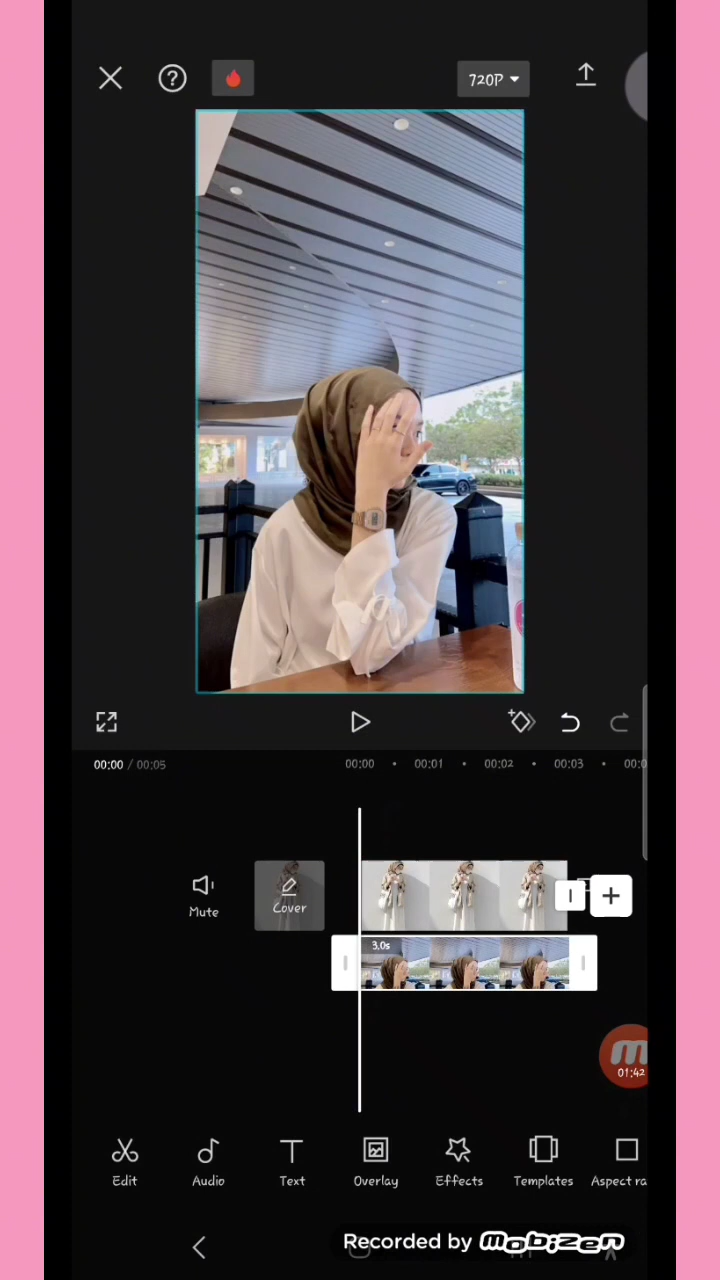 720P
00:00 / 00:05
00:00 • 00:01 • 00:02 • 00:03 •
Mute
Cover
3.0s
01:42
Edit
Audio
Text
Overlay
Effects
Templates
Aspect ra
Recorded by mobizen